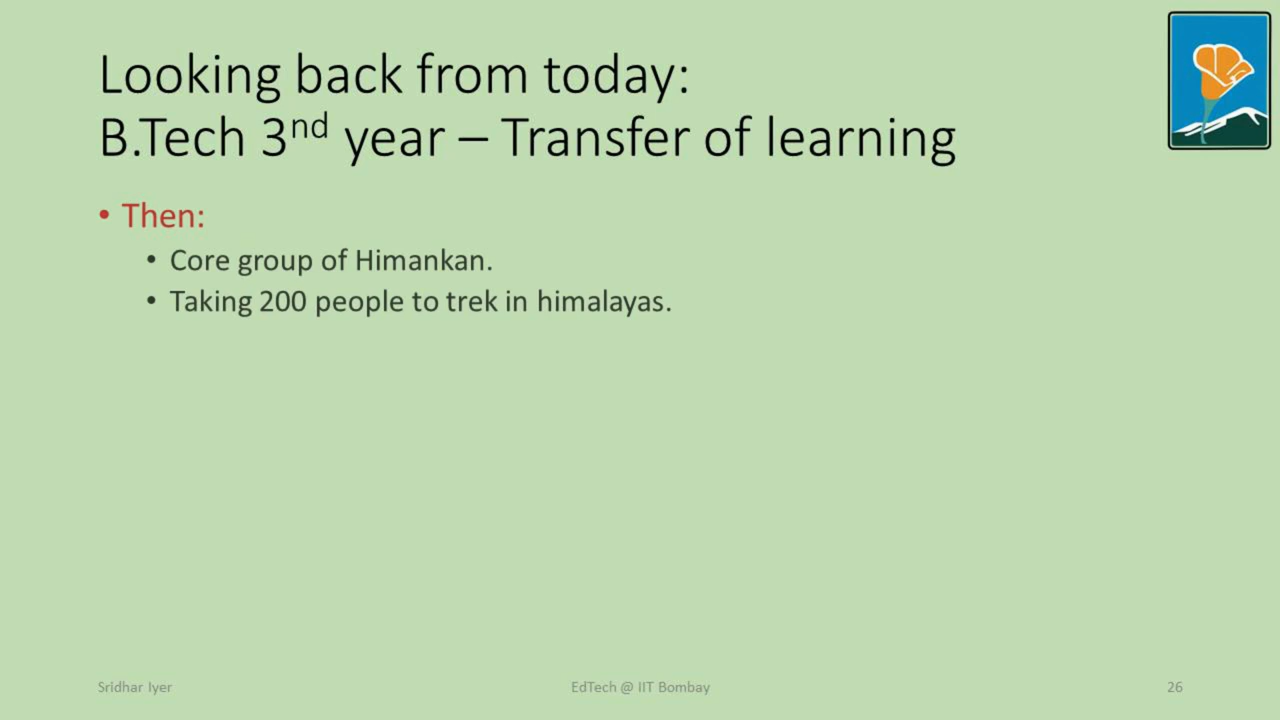 Looking back from today:
B.Tech 3nd year – Transfer of learning
• Then:
• Core group of Himankan.
• Taking 200 people to trek in himalayas.
Sridhar Iyer
EdTech @ IIT Bombay
26